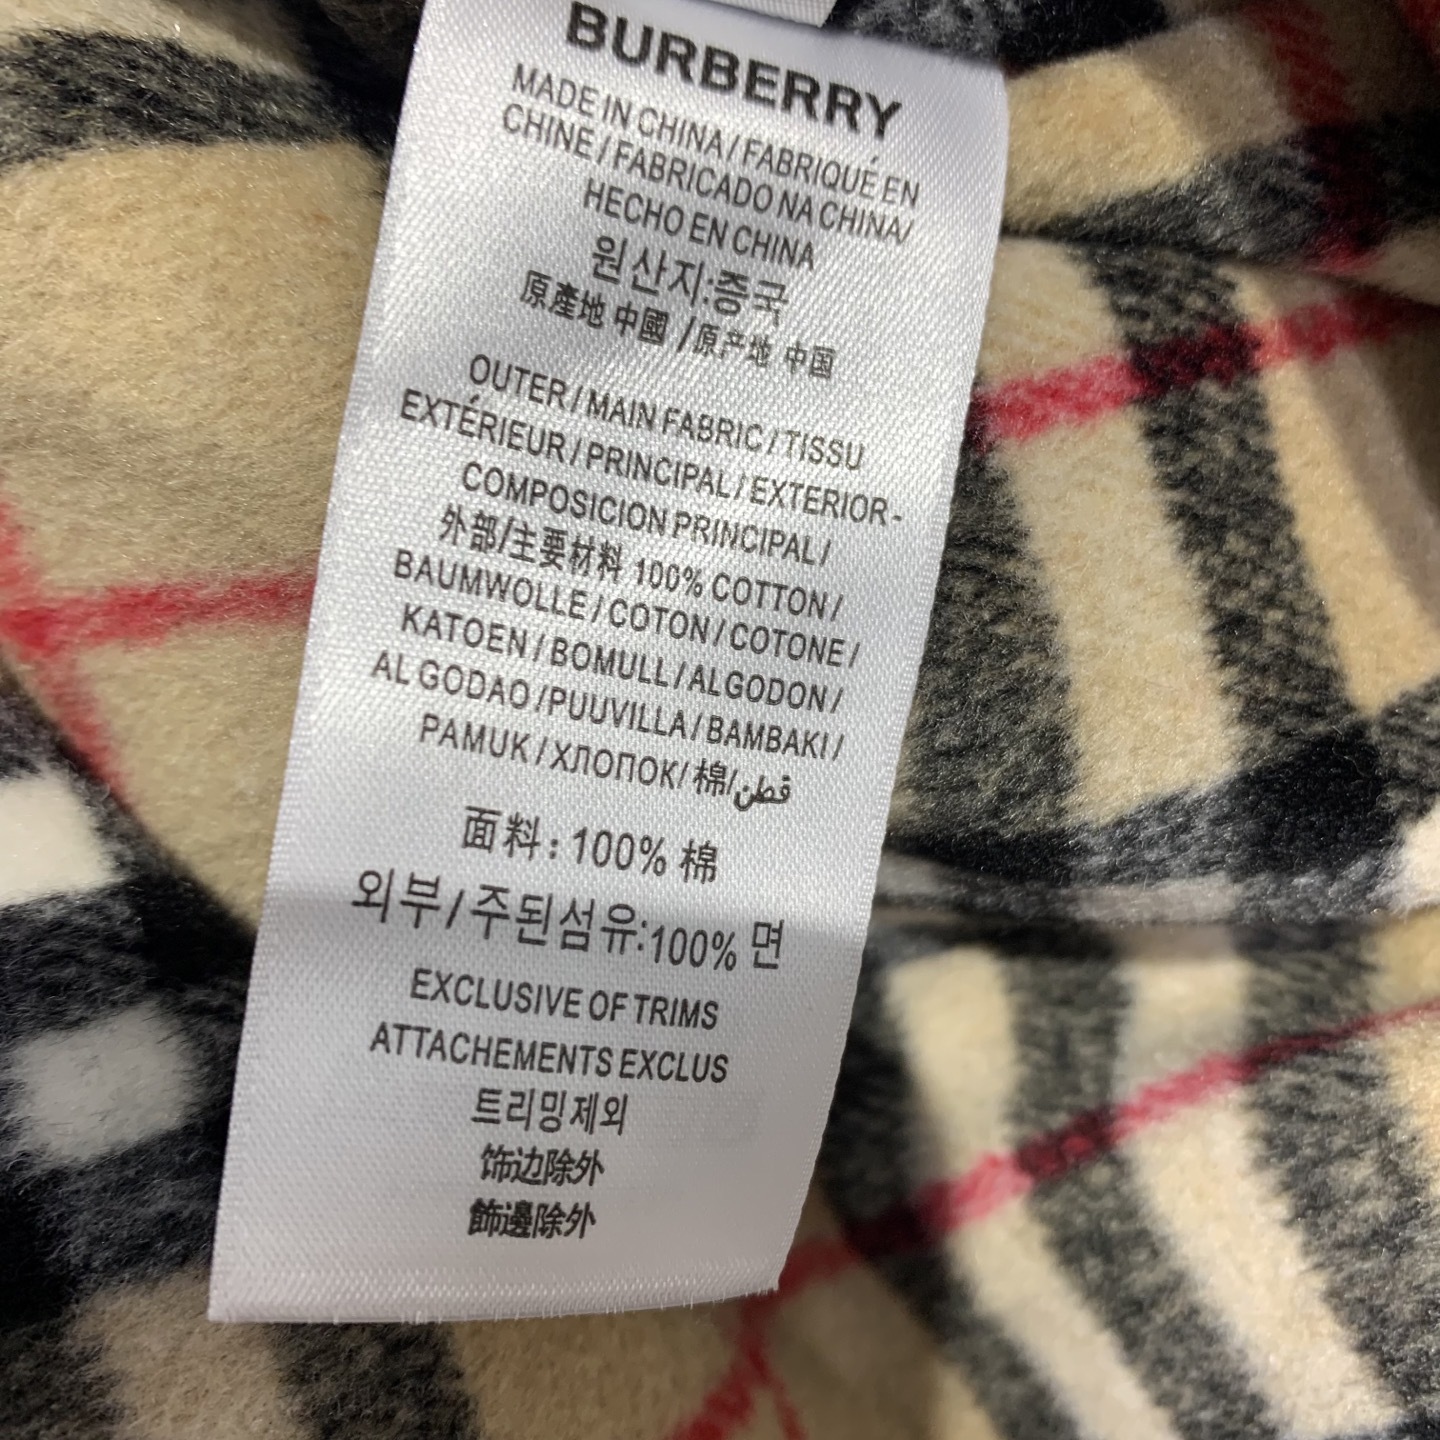 BURBERRY
MADE IN CHINA/FABRIQUÉ EN
CHINE/FABRICADO NA CHINA/
HECHO EN CHINA
원산지:중국
原產地 中國 /原产地 中国
OUTER/MAIN FABRIC/TISSU
EXTÉRIEUR/PRINCIPAL/EXTERIOR-
COMPOSICION PRINCIPAL/
外部/主要材料 100% COTTON/
BAUMWOLLE/COTON/COTONE/
KATOEN/BOMULL/ALGODON/
ALGODAO/PUUVILLA/BAMBAKI/
PAMUK/ХЛОПОК/棉/قطن
面料: 100% 棉
외부/주된섬유:100% 면
EXCLUSIVE OF TRIMS
ATTACHEMENTS EXCLUS
트리밍제외
饰边除外
飾邊除外